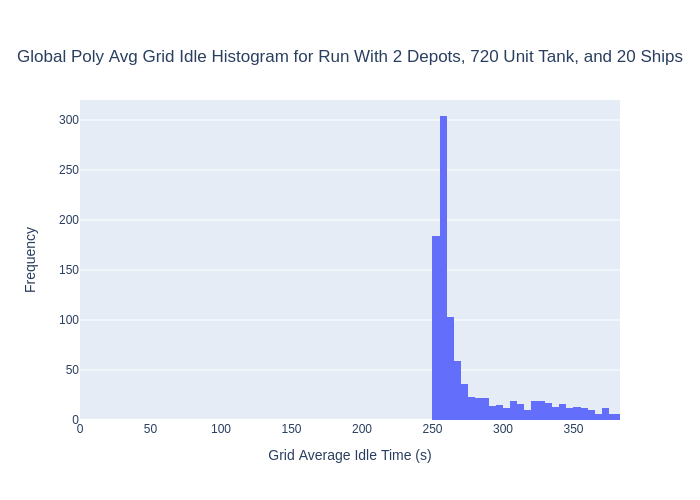 Global Poly Avg Grid Idle Histogram for Run With 2 Depots, 720 Unit Tank, and 20 Ships
300
250
200
150
100
50
0
Frequency
0 50 100 150 200 250 300 350
Grid Average Idle Time (s)